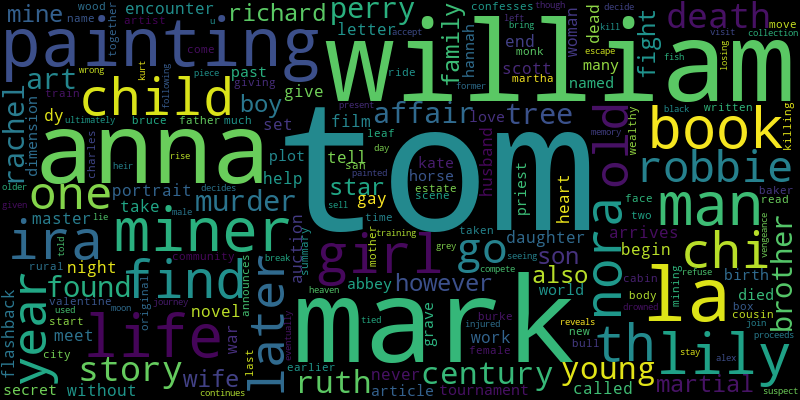 mine
wood
name
together
encounter
richard
perry
though
left
confesses
decide
kill
accept
artist
painting
letter
family
hannah
bring
monk
woman
dead
death
many
former
visit
move
collection
william
fight
art
come
past
giving
give
end
scott
martha
escape
fish
losing
child
wrong
kurt
piece
following
boy
ride
named
train
affair
love
tree
old
wealthy
black
written
killing
rachel
dimension
dy
ultimately
bruce
father
much
present
film
leaf
day
book
anna
tom
heir
rise
charles
set
plot
tell
san
painted
kate
horse
husband
memory
robbie
older
given
decides
portrait
help
star
gay
estate
scene
priest
heart
face
baker
read
one
master
lie
take
murder
sell
time
taken
nora
two
man
vengeance
ira
miner
auction
summary
mother
training
grey
go
daughter
arrives
chi
brother
told
male
community
girl
seeing
compete
son
begin
birth
rural
night
find
break
however
also
cabin
refuse
year
found
original
moon
journey
announces
later
heaven
abbey
world
mining
body
la
died
flashback
used
valentine
novel
war
eventually
mark
grave
burke
reveals
drowned
box
cousin
start
meet
life
tied
work
injured
new
th
lily
join
city
last
earlier
female
bull
stay
alex
proceeds
story
wife
ruth
never
century
young
secret
without
continues
article
tournament
called
martial
suspect